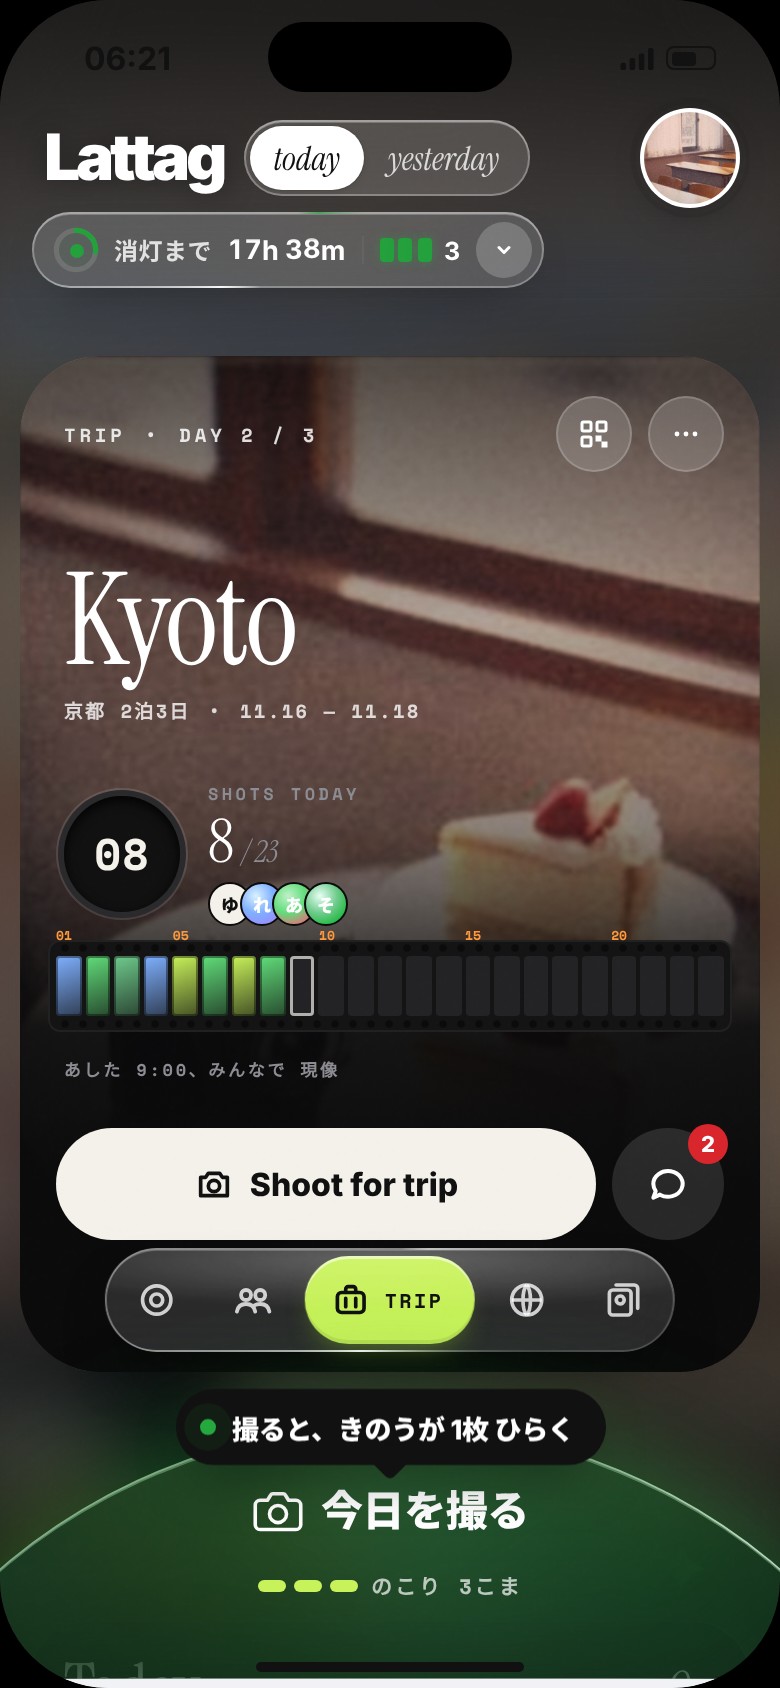 06:21
Lattag today yesterday
消灯まで 17h 38m 3
TRIP • DAY 2 / 3
Kyoto
京都 2泊3日 • 11.16 — 11.18
SHOTS TODAY
08
8 / 23
ゆ れ あ そ
01 05 10 15 20
あした 9:00、みんなで 現像
Shoot for trip
2
TRIP
撮ると、きのうが 1枚 ひらく
今日を撮る
のこり 3こま